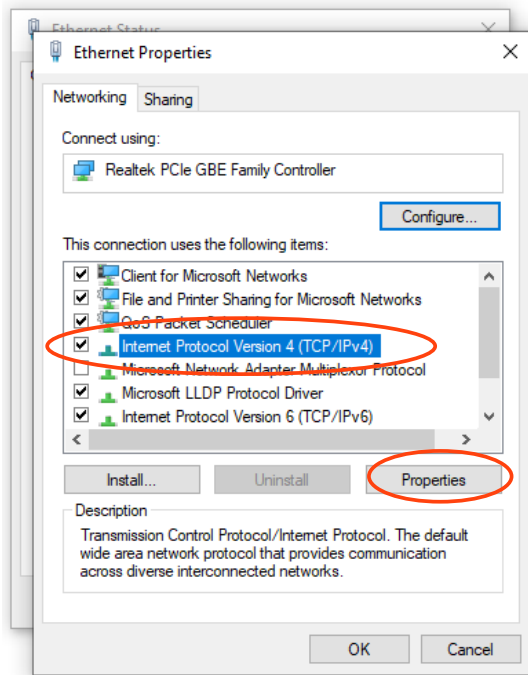 Ethernet Status
Ethernet Properties
Networking
Sharing
Connect using:
Realtek PCIe GBE Family Controller
Configure...
This connection uses the following items:
Client for Microsoft Networks
File and Printer Sharing for Microsoft Networks
QoS Packet Scheduler
Internet Protocol Version 4 (TCP/IPv4)
Microsoft Network Adapter Multiplexor Protocol
Microsoft LLDP Protocol Driver
Internet Protocol Version 6 (TCP/IPv6)
Install...
Uninstall
Properties
Description
Transmission Control Protocol/Internet Protocol. The default
wide area network protocol that provides communication
across diverse interconnected networks.
OK
Cancel